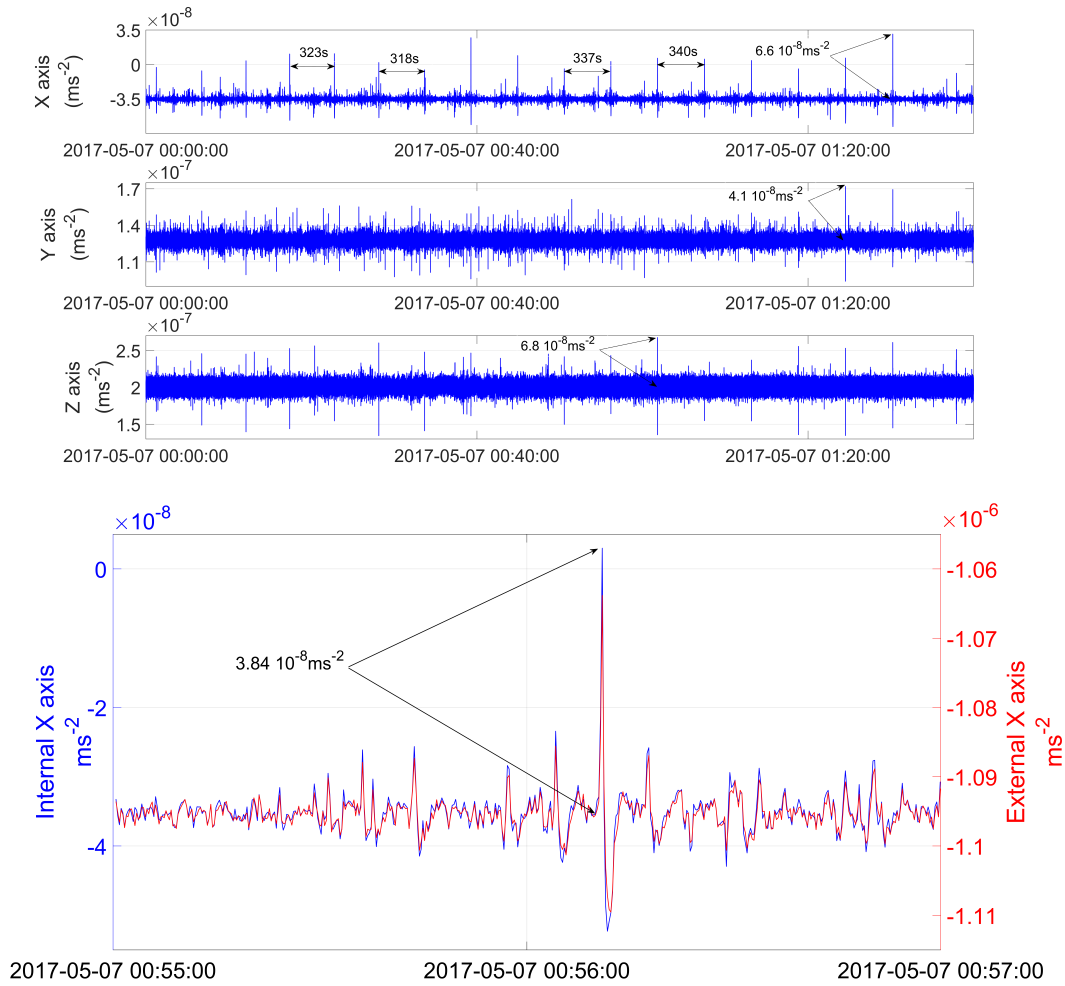 ×10-8
3.5
0
-3.5
X axis
(ms-2)
323s
318s
337s
340s
6.6 10-8ms-2
2017-05-07 00:00:00
2017-05-07 00:40:00
2017-05-07 01:20:00
×10-7
1.7
1.4
1.1
Y axis
(ms-2)
4.1 10-8ms-2
2017-05-07 00:00:00
2017-05-07 00:40:00
2017-05-07 01:20:00
×10-7
2.5
2
1.5
Z axis
(ms-2)
6.8 10-8ms-2
2017-05-07 00:00:00
2017-05-07 00:40:00
2017-05-07 01:20:00
×10-8
0
-2
-4
Internal X axis
ms-2
3.84 10-8ms-2
×10-6
-1.06
-1.07
-1.08
-1.09
-1.1
-1.11
External X axis
ms-2
2017-05-07 00:55:00
2017-05-07 00:56:00
2017-05-07 00:57:00